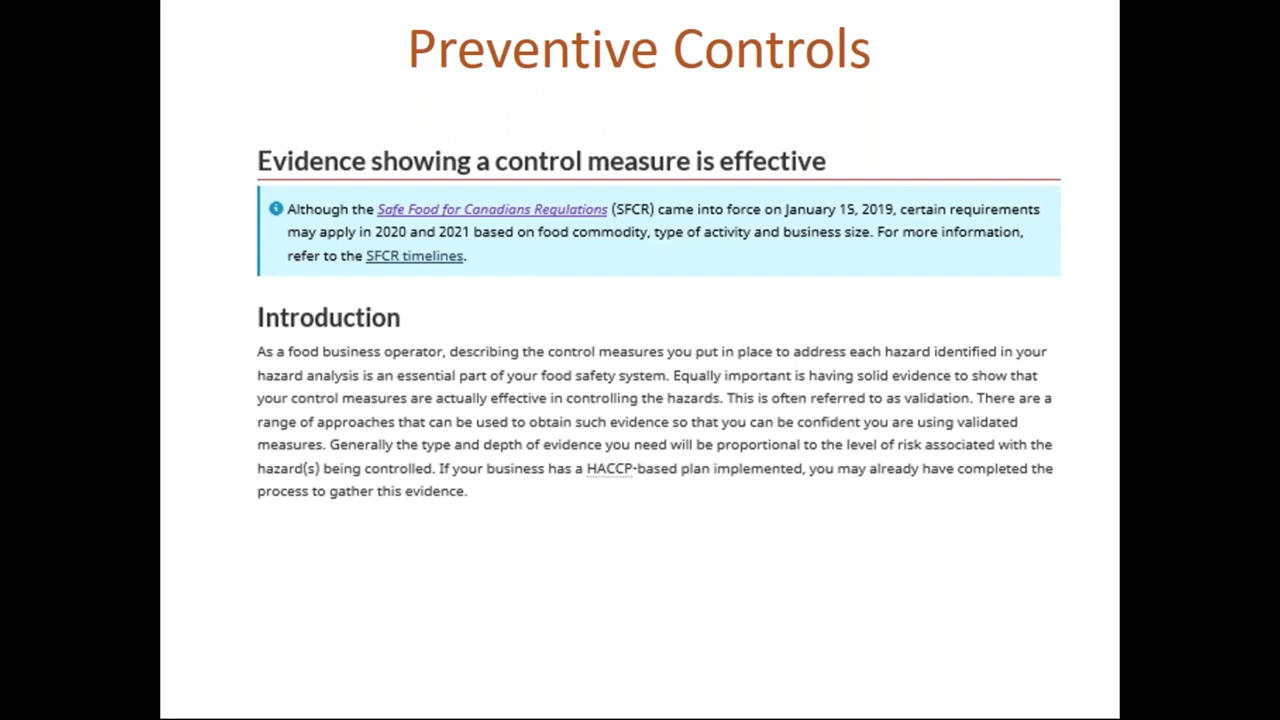 Preventive Controls
Evidence showing a control measure is effective
Although the Safe Food for Canadians Regulations (SFCR) came into force on January 15, 2019, certain requirements
may apply in 2020 and 2021 based on food commodity, type of activity and business size. For more information,
refer to the SFCR timelines.
Introduction
As a food business operator, describing the control measures you put in place to address each hazard identified in your
hazard analysis is an essential part of your food safety system. Equally important is having solid evidence to show that
your control measures are actually effective in controlling the hazards. This is often referred to as validation. There are a
range of approaches that can be used to obtain such evidence so that you can be confident you are using validated
measures. Generally the type and depth of evidence you need will be proportional to the level of risk associated with the
hazard(s) being controlled. If your business has a HACCP-based plan implemented, you may already have completed the
process to gather this evidence.